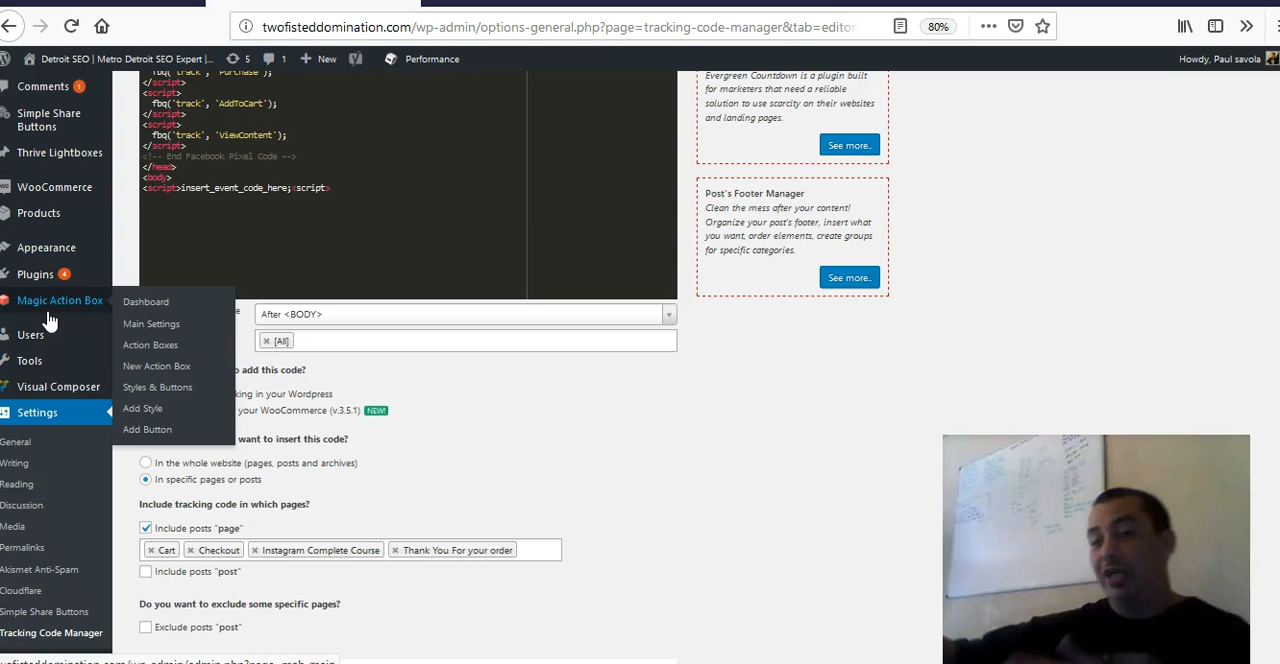 twofisteddomination.com/wp-admin/options-general.php?page=tracking-code-manager&tab=editor
80%
Detroit SEO | Metro Detroit SEO Expert |...
5
1
+ New
Performance
Howdy, Paul savola
Comments 1
Simple Share
Buttons
Thrive Lightboxes
WooCommerce
Products
Appearance
Plugins 4
Magic Action Box
Users
Tools
Visual Composer
Settings
General
Writing
Reading
Discussion
Media
Permalinks
Akismet Anti-Spam
Cloudflare
Simple Share Buttons
Tracking Code Manager
Dashboard
Main Settings
Action Boxes
New Action Box
Styles & Buttons
Add Style
Add Button
fbq('track', 'Purchase');
</script>
<script>
fbq('track', 'AddToCart');
</script>
<script>
fbq('track', 'ViewContent');
</script>
<!-- End Facebook Pixel Code -->
</head>
<body>
<script>insert_event_code_here;<script>
After <BODY>
× [All]
o add this code?
king in your Wordpress
your WooCommerce (v.3.5.1) NEW!
want to insert this code?
In the whole website (pages, posts and archives)
In specific pages or posts
Include tracking code in which pages?
Include posts "page"
× Cart × Checkout × Instagram Complete Course × Thank You For your order
Include posts "post"
Do you want to exclude some specific pages?
Exclude posts "post"
Evergreen Countdown is a plugin built
for marketers that need a reliable
solution to use scarcity on their websites
and landing pages.
See more..
Post's Footer Manager
Clean the mess after your content!
Organize your post's footer, insert what
you want, order elements, create groups
for specific categories.
See more..